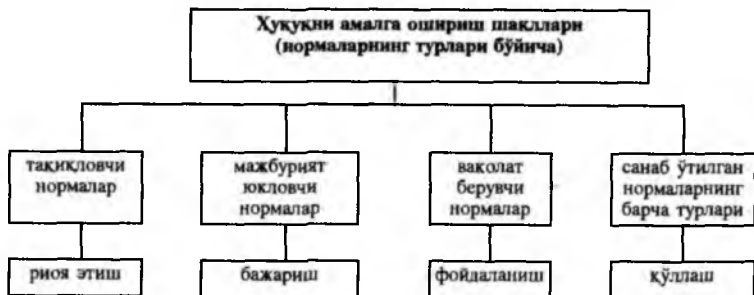 Ҳуқуқни амалга ошириш шакллари
(нормаларнинг турлари бўйича)
тақиқловчи
нормалар
мажбурият
юкловчи
нормалар
ваколат
берувчи
нормалар
санаб ўтилган
нормаларнинг
барча турлари
риоя этиш
бажариш
фойдаланиш
қўллаш